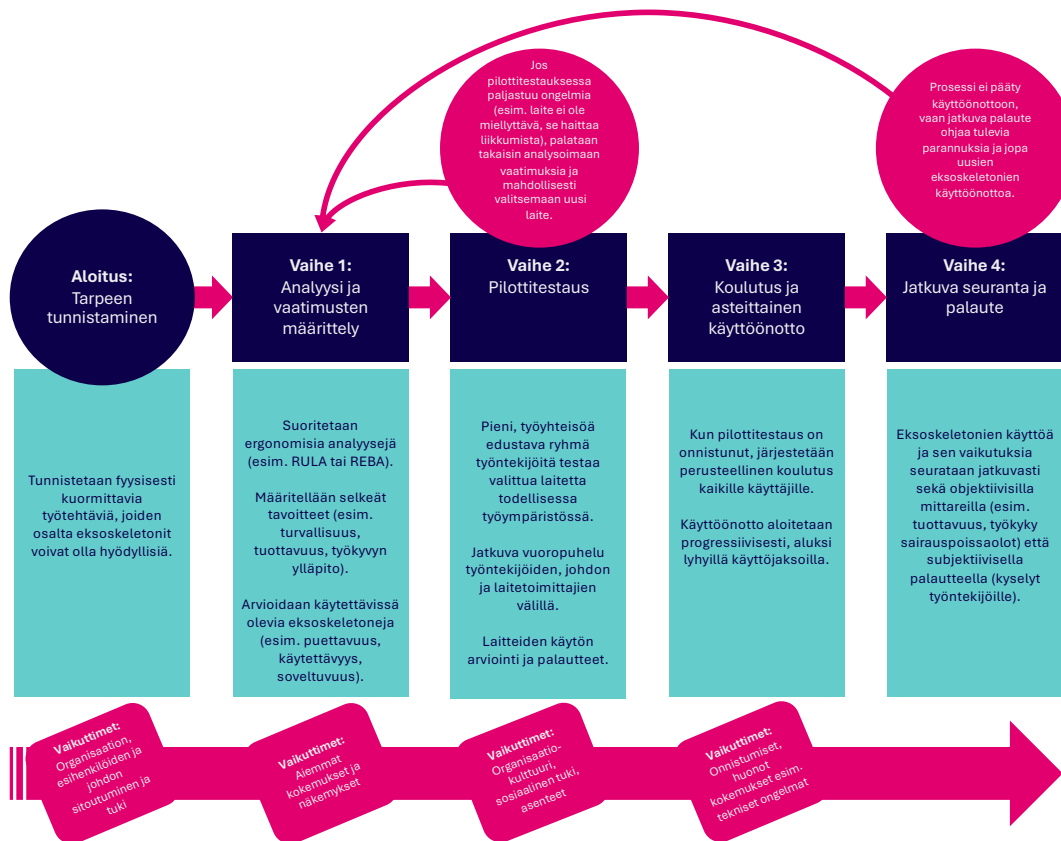 Jos
pilottitestauksessa
paljastuu ongelmia
(esim. laite ei ole
miellyttävä, se haittaa
liikkumista), palataan
takaisin analysoimaan
vaatimuksia ja
mahdollisesti
valitsemaan uusi
laite.
Prosessi ei pääty
käyttöönottoon,
vaan jatkuva palaute
ohjaa tulevia
parannuksia ja jopa
uusien
eksoskeletonien
käyttöönottoa.
Aloitus:
Tarpeen
tunnistaminen
Vaihe 1:
Analyysi ja
vaatimusten
määrittely
Vaihe 2:
Pilottitestaus
Vaihe 3:
Koulutus ja
asteittainen
käyttöönotto
Vaihe 4:
Jatkuva seuranta ja
palaute
Tunnistetaan fyysisesti
kuormittavia
työtehtäviä, joiden
osalta eksoskeletonit
voivat olla hyödyllisiä.
Suoritetaan
ergonomisia analyysejä
(esim. RULA tai REBA).
Määritellään selkeät
tavoitteet (esim.
turvallisuus,
tuottavuus, työkyvyn
ylläpito).
Arvioidaan käytettävissä
olevia eksoskeletoneja
(esim. puettavuus,
käytettävyys,
soveltuvuus).
Pieni, työyhteisöä
edustava ryhmä
työntekijöitä testaa
valittua laitetta
todellisessa
työympäristössä.
Jatkuva vuoropuhelu
työntekijöiden, johdon
ja laitetoimittajien
välillä.
Laitteiden käytön
arviointi ja palautteet.
Kun pilottitestaus on
onnistunut, järjestetään
perusteellinen koulutus
kaikille käyttäjille.
Käyttöönotto aloitetaan
progressiivisesti, aluksi
lyhyillä käyttöjaksoilla.
Eksoskeletonien käyttöä
ja sen vaikutuksia
seurataan jatkuvasti
sekä objektiivisilla
mittareilla (esim.
tuottavuus, työkyky
sairauspoissaolot) että
subjektiivisella
palautteella (kyselyt
työntekijöille).
Vaikuttimet:
Organisaation,
esihenkilöiden ja
johdon
sitoutuminen ja
tuki
Vaikuttimet:
Aiemmat
kokemukset ja
näkemykset
Vaikuttimet:
Organisaatio-
kulttuuri,
sosiaalinen tuki,
asenteet
Vaikuttimet:
Onnistumiset,
huonot
kokemukset esim.
tekniset ongelmat